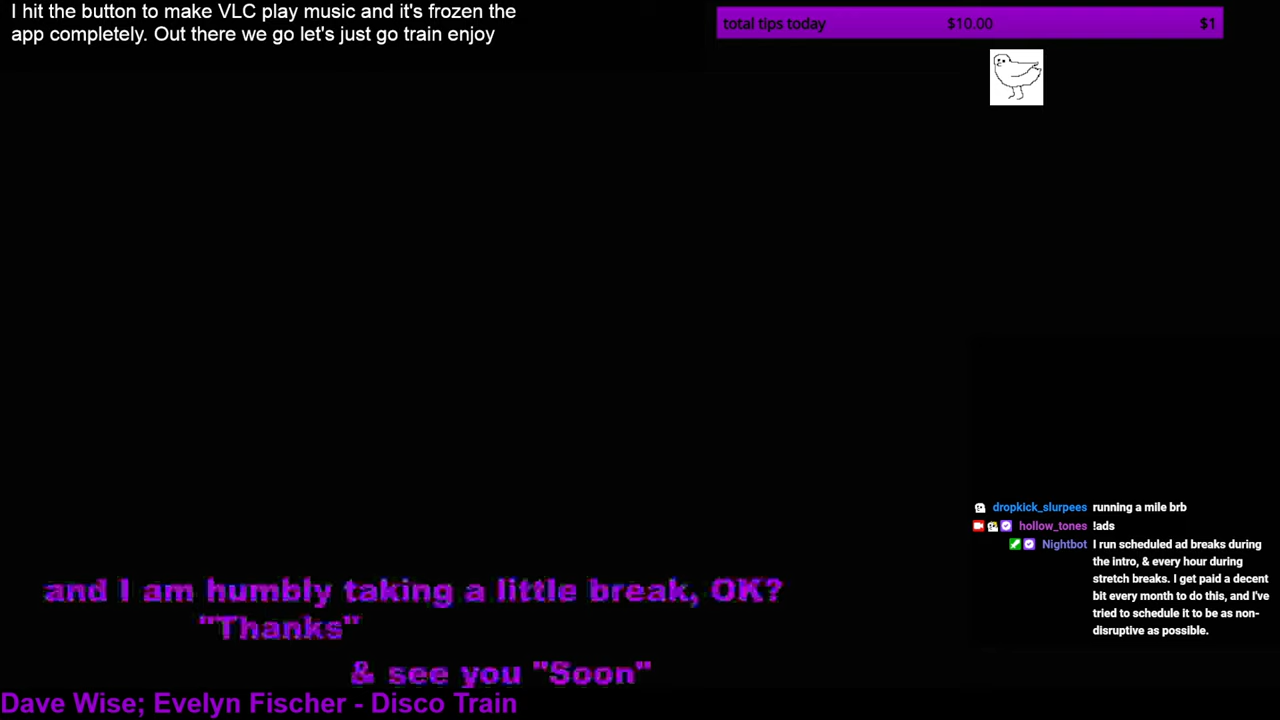 I hit the button to make VLC play music and it's frozen the
app completely. Out there we go let's just go train enjoy
total tips today $10.00 $1
dropkick_slurpees running a mile brb
hollow_tones !ads
Nightbot I run scheduled ad breaks during
the intro, & every hour during
stretch breaks. I get paid a decent
bit every month to do this, and I've
tried to schedule it to be as non-
disruptive as possible.
and I am humbly taking a little break, OK?
"Thanks"
& see you "Soon"
Dave Wise; Evelyn Fischer - Disco Train